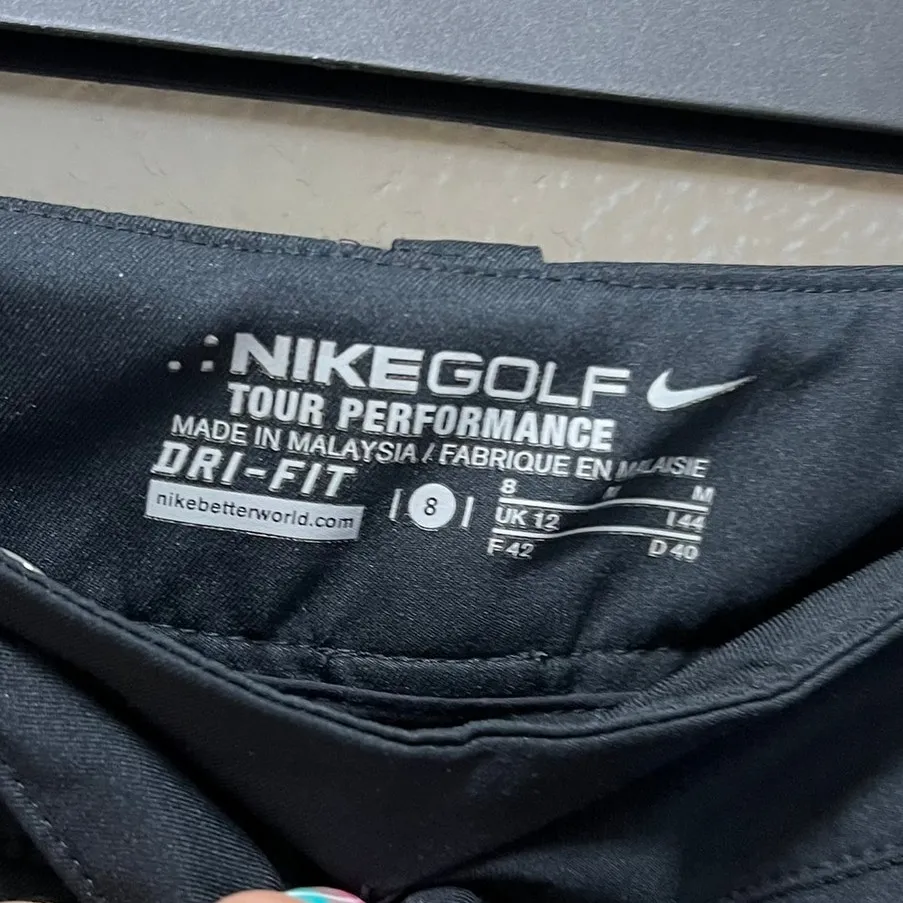 NIKEGOLF
TOUR PERFORMANCE
MADE IN MALAYSIA / FABRIQUE EN MALAISIE
DRI-FIT
nikebetterworld.com
8
8 M M
UK 12 I 44
F 42 D 40